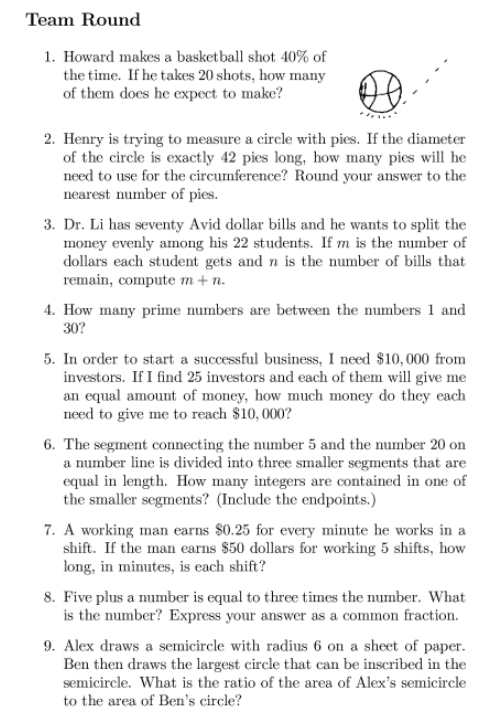 Team Round
1. Howard makes a basketball shot 40% of
the time. If he takes 20 shots, how many
of them does he expect to make?
2. Henry is trying to measure a circle with pies. If the diameter
of the circle is exactly 42 pies long, how many pies will he
need to use for the circumference? Round your answer to the
nearest number of pies.
3. Dr. Li has seventy Avid dollar bills and he wants to split the
money evenly among his 22 students. If m is the number of
dollars each student gets and n is the number of bills that
remain, compute m + n.
4. How many prime numbers are between the numbers 1 and
30?
5. In order to start a successful business, I need $10,000 from
investors. If I find 25 investors and each of them will give me
an equal amount of money, how much money do they each
need to give me to reach $10,000?
6. The segment connecting the number 5 and the number 20 on
a number line is divided into three smaller segments that are
equal in length. How many integers are contained in one of
the smaller segments? (Include the endpoints.)
7. A working man earns $0.25 for every minute he works in a
shift. If the man earns $50 dollars for working 5 shifts, how
long, in minutes, is each shift?
8. Five plus a number is equal to three times the number. What
is the number? Express your answer as a common fraction.
9. Alex draws a semicircle with radius 6 on a sheet of paper.
Ben then draws the largest circle that can be inscribed in the
semicircle. What is the ratio of the area of Alex's semicircle
to the area of Ben's circle?